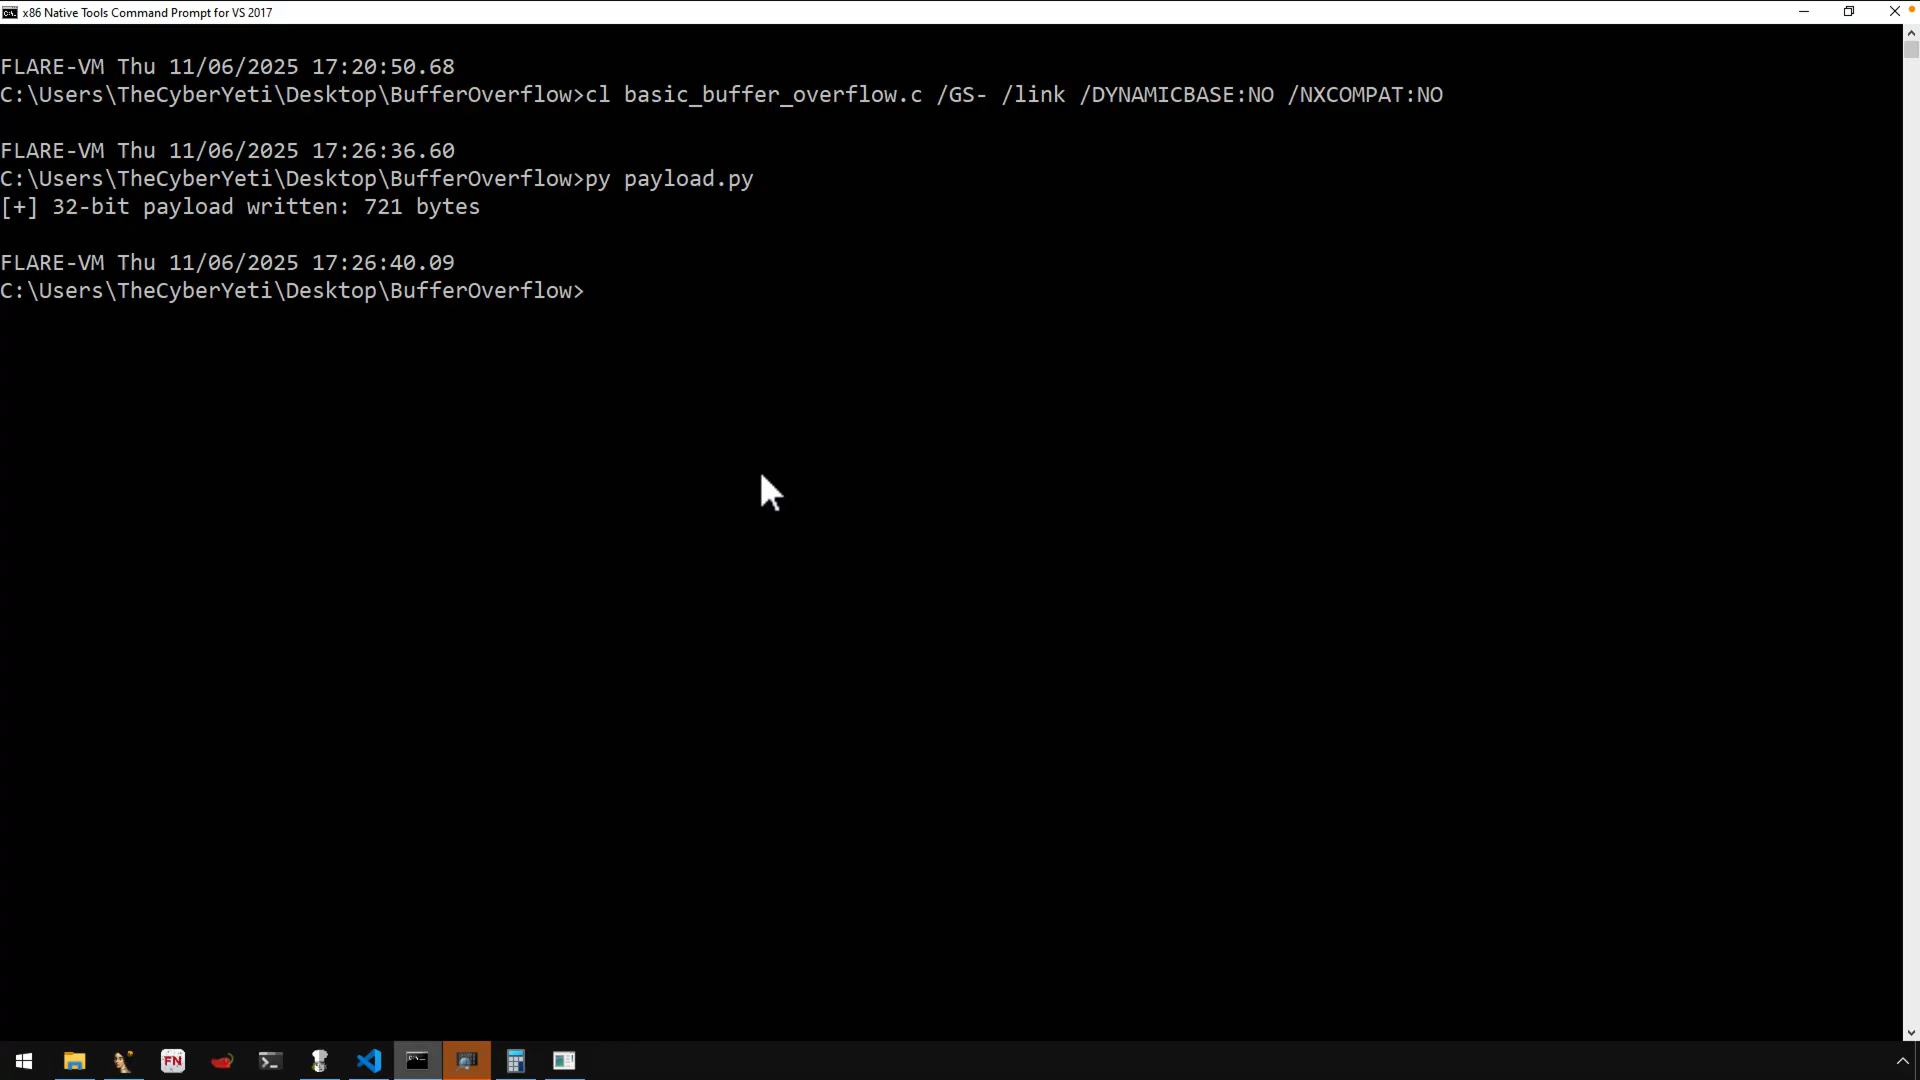 x86 Native Tools Command Prompt for VS 2017
FLARE-VM Thu 11/06/2025 17:20:50.68
C:\Users\TheCyberYeti\Desktop\BufferOverflow>cl basic_buffer_overflow.c /GS- /link /DYNAMICBASE:NO /NXCOMPAT:NO
FLARE-VM Thu 11/06/2025 17:26:36.60
C:\Users\TheCyberYeti\Desktop\BufferOverflow>py payload.py
[+] 32-bit payload written: 721 bytes
FLARE-VM Thu 11/06/2025 17:26:40.09
C:\Users\TheCyberYeti\Desktop\BufferOverflow>
FN